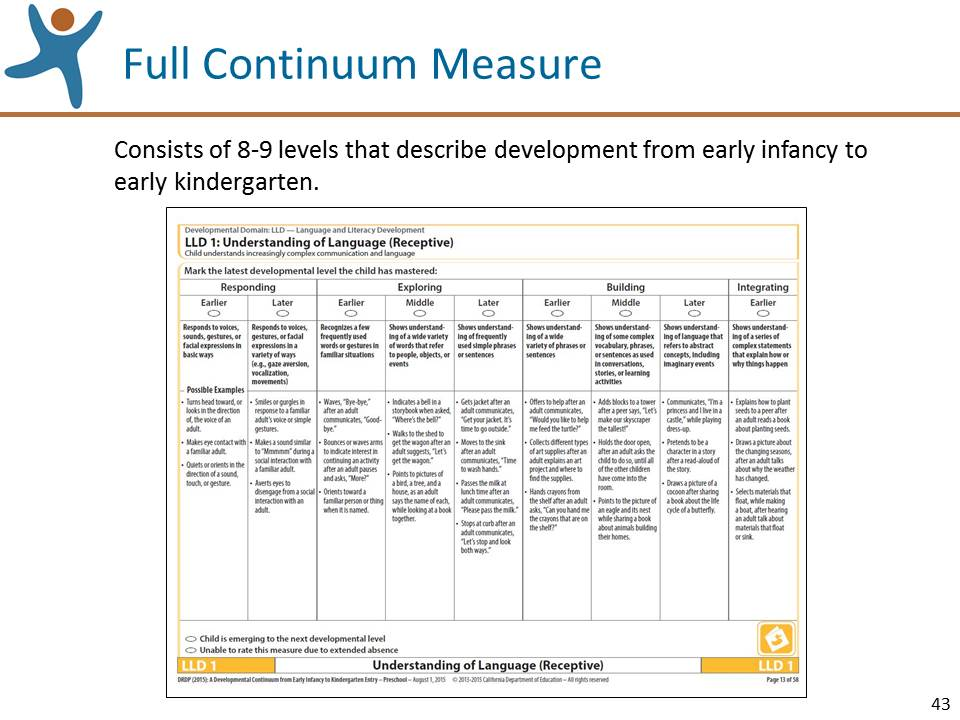 Full Continuum Measure
Consists of 8-9 levels that describe development from early infancy to
early kindergarten.
Developmental Domain: LLD — Language and Literacy Development
LLD 1: Understanding of Language (Receptive)
Child understands increasingly complex communication and language
Mark the latest developmental level the child has mastered:
Responding
Exploring
Building
Integrating
Earlier
Later
Earlier
Middle
Later
Earlier
Middle
Later
Earlier
Responds to voices,
sounds, gestures, or
facial expressions in
basic ways
Responds to voices,
gestures, or facial
expressions in a
variety of ways
(e.g., gaze aversion,
vocalization,
movements)
Recognizes a few
frequently used
words or gestures in
familiar situations
Shows understand-
ing of a wide variety
of words that refer
to people, objects, or
events
Shows understand-
ing of frequently
used simple phrases
or sentences
Shows understand-
ing of a wide
variety of phrases or
sentences
Shows understand-
ing of some complex
vocabulary, phrases,
or sentences as used
in conversations,
stories, or learning
activities
Shows understand-
ing of language that
refers to abstract
concepts, including
imaginary events
Shows understand-
ing of a series of
complex statements
that explain how or
why things happen
Possible Examples
• Turns head toward, or
looks in the direction
of, the voice of an
adult.
• Makes eye contact with
a familiar adult.
• Quiets or orients in the
direction of a sound,
touch, or gesture.
• Smiles or gurgles in
response to a familiar
adult's voice or simple
gestures.
• Makes a sound similar
to "Mmmmm" during a
social interaction with
a familiar adult.
• Averts eyes to
disengage from a social
interaction with an
adult.
• Waves, "Bye-bye,"
after an adult
communicates, "Good-
bye."
• Bounces or waves arms
to indicate interest in
continuing an activity
after an adult pauses
and asks, "More?"
• Orients toward a
familiar person or thing
when it is named.
• Indicates a bell in a
storybook when asked,
"Where's the bell?"
• Walks to the shed to
get the wagon after an
adult suggests, "Let's
get the wagon."
• Points to pictures of
a bird, a tree, and a
house, as an adult
says the name of each,
while looking at a book
together.
• Gets jacket after an
adult communicates,
"Get your jacket. It's
time to go outside."
• Moves to the sink
after an adult
communicates, "Time
to wash hands."
• Passes the milk at
lunch time after an
adult communicates,
"Please pass the milk."
• Stops at curb after an
adult communicates,
"Let's stop and look
both ways."
• Offers to help after an
adult communicates,
"Would you like to help
me feed the turtle?"
• Collects different types
of art supplies after an
adult explains an art
project and where to
find the supplies.
• Hands crayons from
the shelf after an adult
asks, "Can you hand me
the crayons that are on
the shelf?"
• Adds blocks to a tower
after a peer says, "Let's
make our skyscraper
the tallest!"
• Holds the door open,
after an adult asks the
child to do so, until all
of the other children
have come into the
room.
• Points to the picture of
an eagle and its nest
while sharing a book
about animals building
their homes.
• Communicates, "I'm a
princess and I live in a
castle," while playing
dress-up.
• Pretends to be a
character in a story
after a read-aloud of
the story.
• Draws a picture of a
cocoon after sharing
a book about the life
cycle of a butterfly.
• Explains how to plant
seeds to a peer after
an adult reads a book
about planting seeds.
• Draws a picture about
the changing seasons,
after an adult talks
about why the weather
has changed.
• Selects materials that
float, while making
a boat, after hearing
an adult talk about
materials that float
or sink.
Child is emerging to the next developmental level
Unable to rate this measure due to extended absence
LLD 1
Understanding of Language (Receptive)
LLD 1
DRDP (2015): A Developmental Continuum from Early Infancy to Kindergarten Entry – Preschool – August 1, 2015 © 2013-2015 California Department of Education – All rights reserved
Page 13 of 58
43